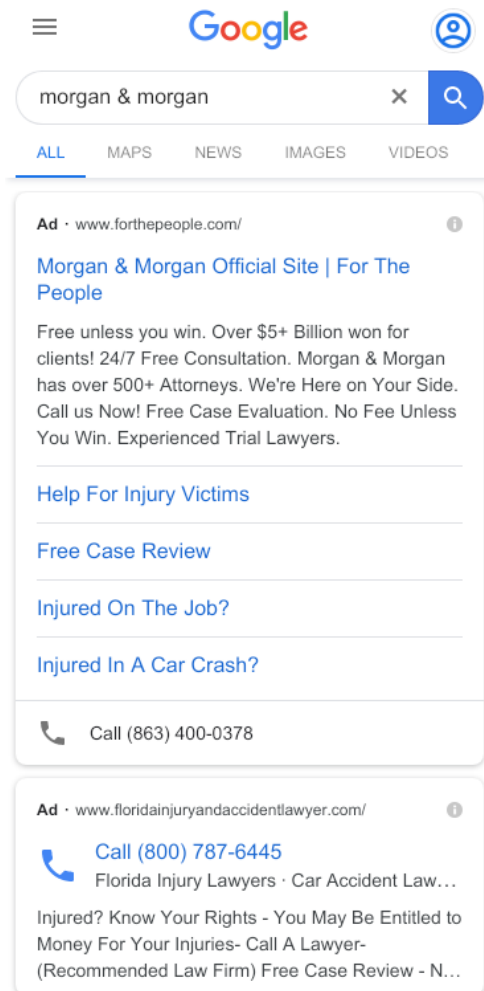 Google
morgan & morgan
ALL MAPS NEWS IMAGES VIDEOS
Ad · www.forthepeople.com/
Morgan & Morgan Official Site | For The
People
Free unless you win. Over $5+ Billion won for
clients! 24/7 Free Consultation. Morgan & Morgan
has over 500+ Attorneys. We're Here on Your Side.
Call us Now! Free Case Evaluation. No Fee Unless
You Win. Experienced Trial Lawyers.
Help For Injury Victims
Free Case Review
Injured On The Job?
Injured In A Car Crash?
Call (863) 400-0378
Ad · www.floridainjuryandaccidentlawyer.com/
Call (800) 787-6445
Florida Injury Lawyers · Car Accident Law...
Injured? Know Your Rights - You May Be Entitled to
Money For Your Injuries- Call A Lawyer-
(Recommended Law Firm) Free Case Review - N...